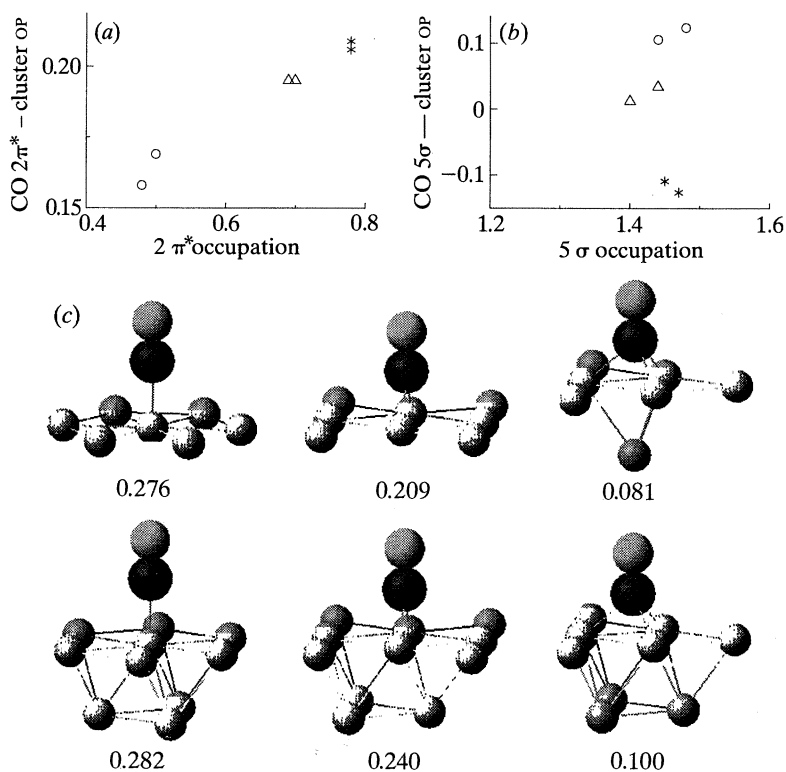 (a)
CO 2π* – cluster OP
0.20
0.15
0.4
0.6
0.8
2 π* occupation
(b)
CO 5σ — cluster OP
0.1
0
−0.1
1.2
1.4
1.6
5 σ occupation
(c)
0.276
0.209
0.081
0.282
0.240
0.100